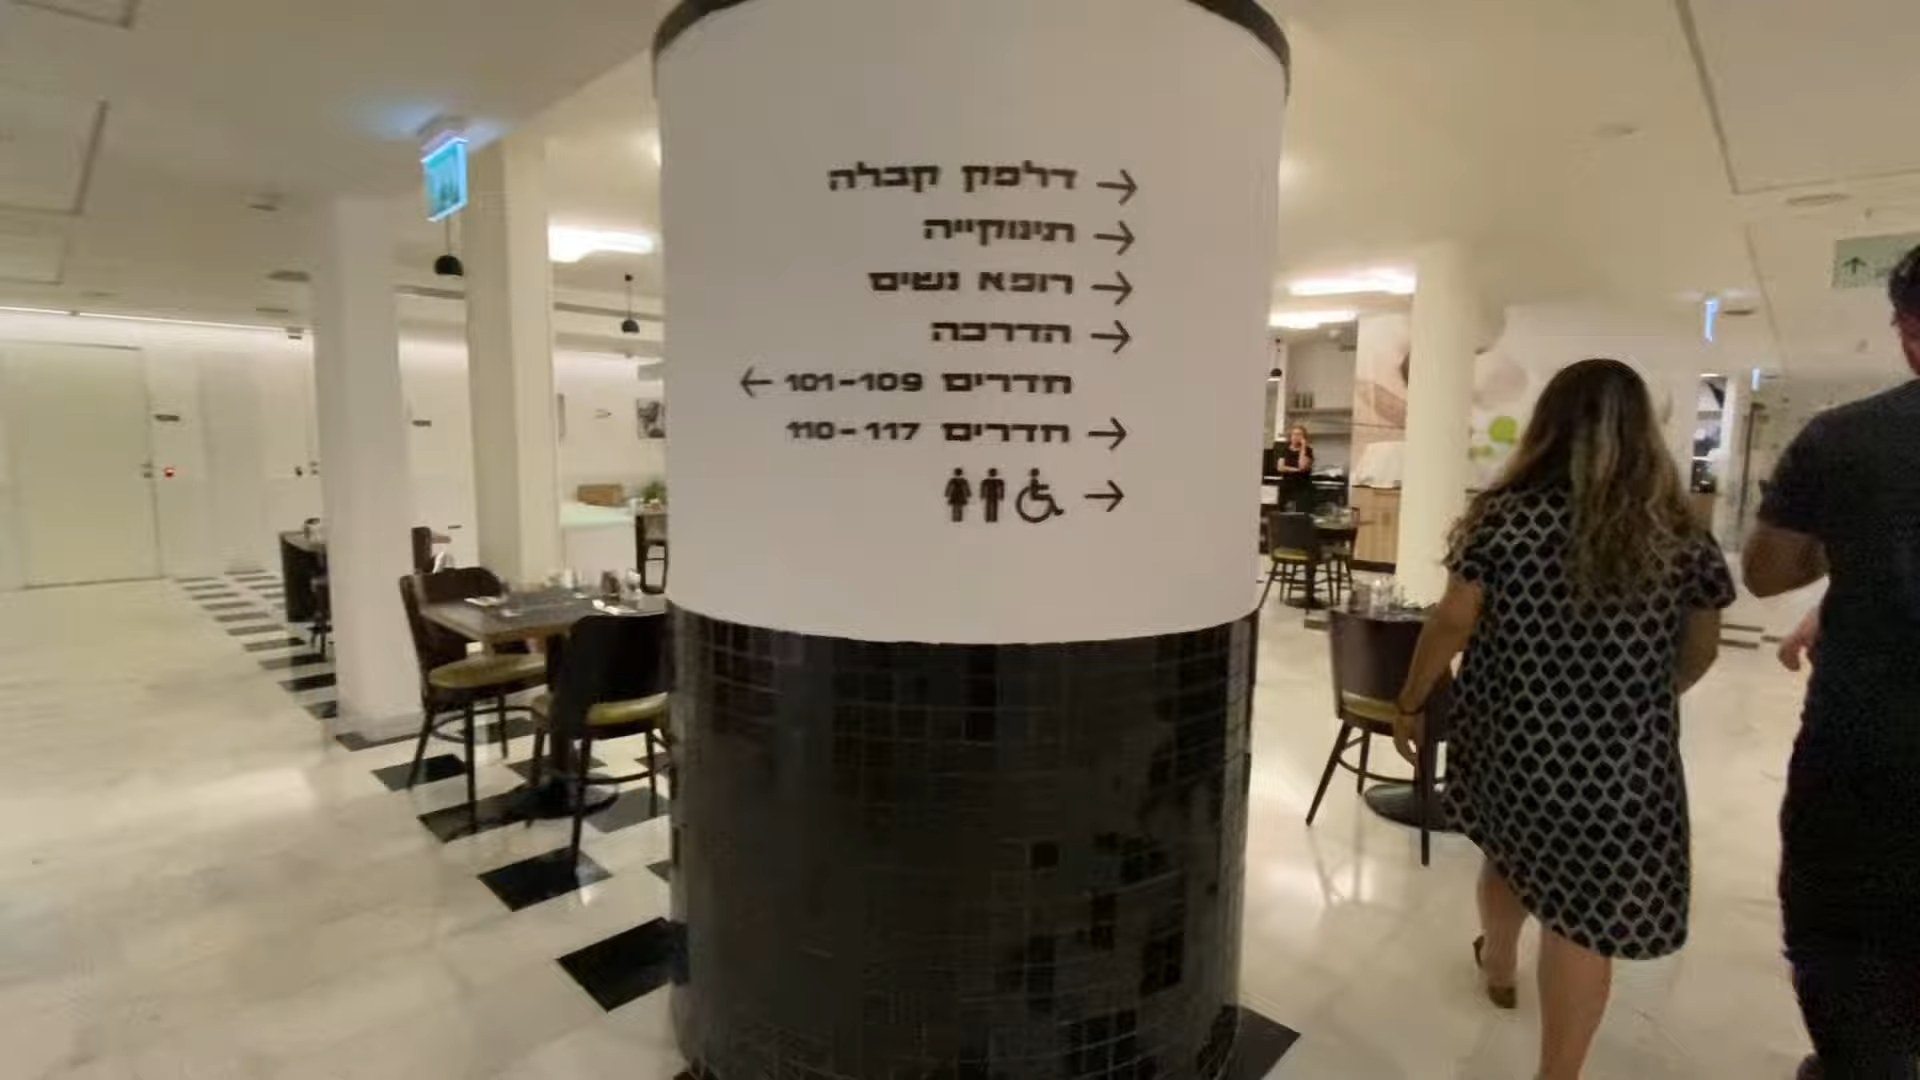 דלפק קבלה →
תינוקייה →
רופא נשים →
הדרכה →
חדרים 101-109 ←
חדרים 110-117 →